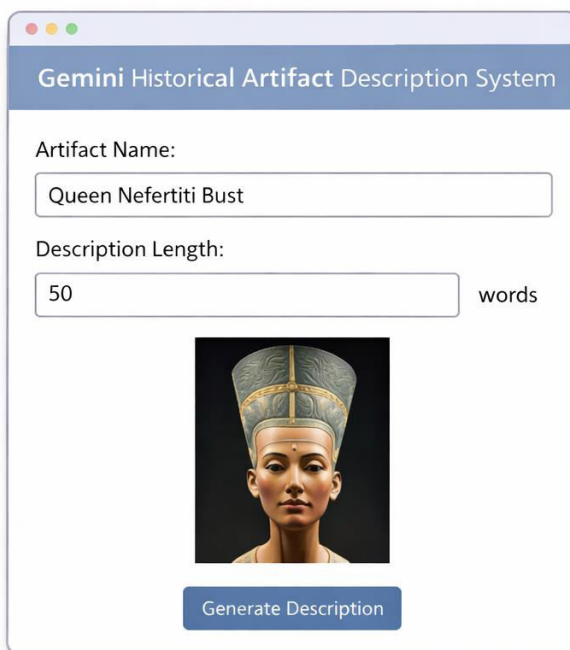 Gemini Historical Artifact Description System
Artifact Name:
Queen Nefertiti Bust
Description Length:
50 words
Generate Description